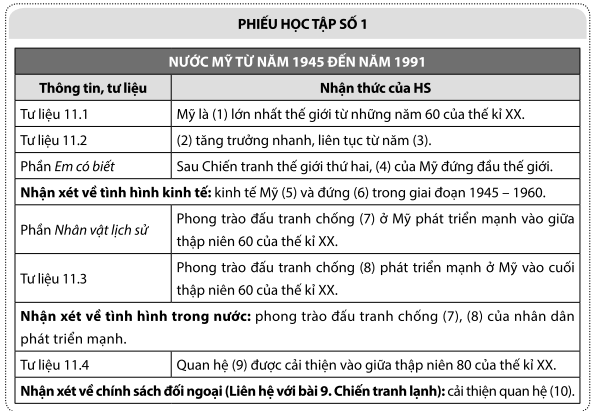 PHIẾU HỌC TẬP SỐ 1
NƯỚC MỸ TỪ NĂM 1945 ĐẾN NĂM 1991
Thông tin, tư liệu
Nhận thức của HS
Tư liệu 11.1
Mỹ là (1) lớn nhất thế giới từ những năm 60 của thế kỉ XX.
Tư liệu 11.2
(2) tăng trưởng nhanh, liên tục từ năm (3).
Phần Em có biết
Sau Chiến tranh thế giới thứ hai, (4) của Mỹ đứng đầu thế giới.
Nhận xét về tình hình kinh tế: kinh tế Mỹ (5) và đứng (6) trong giai đoạn 1945 – 1960.
Phần Nhân vật lịch sử
Phong trào đấu tranh chống (7) ở Mỹ phát triển mạnh vào giữa
thập niên 60 của thế kỉ XX.
Tư liệu 11.3
Phong trào đấu tranh chống (8) phát triển mạnh ở Mỹ vào cuối
thập niên 60 của thế kỉ XX.
Nhận xét về tình hình trong nước: phong trào đấu tranh chống (7), (8) của nhân dân
phát triển mạnh.
Tư liệu 11.4
Quan hệ (9) được cải thiện vào giữa thập niên 80 của thế kỉ XX.
Nhận xét về chính sách đối ngoại (Liên hệ với bài 9. Chiến tranh lạnh): cải thiện quan hệ (10).